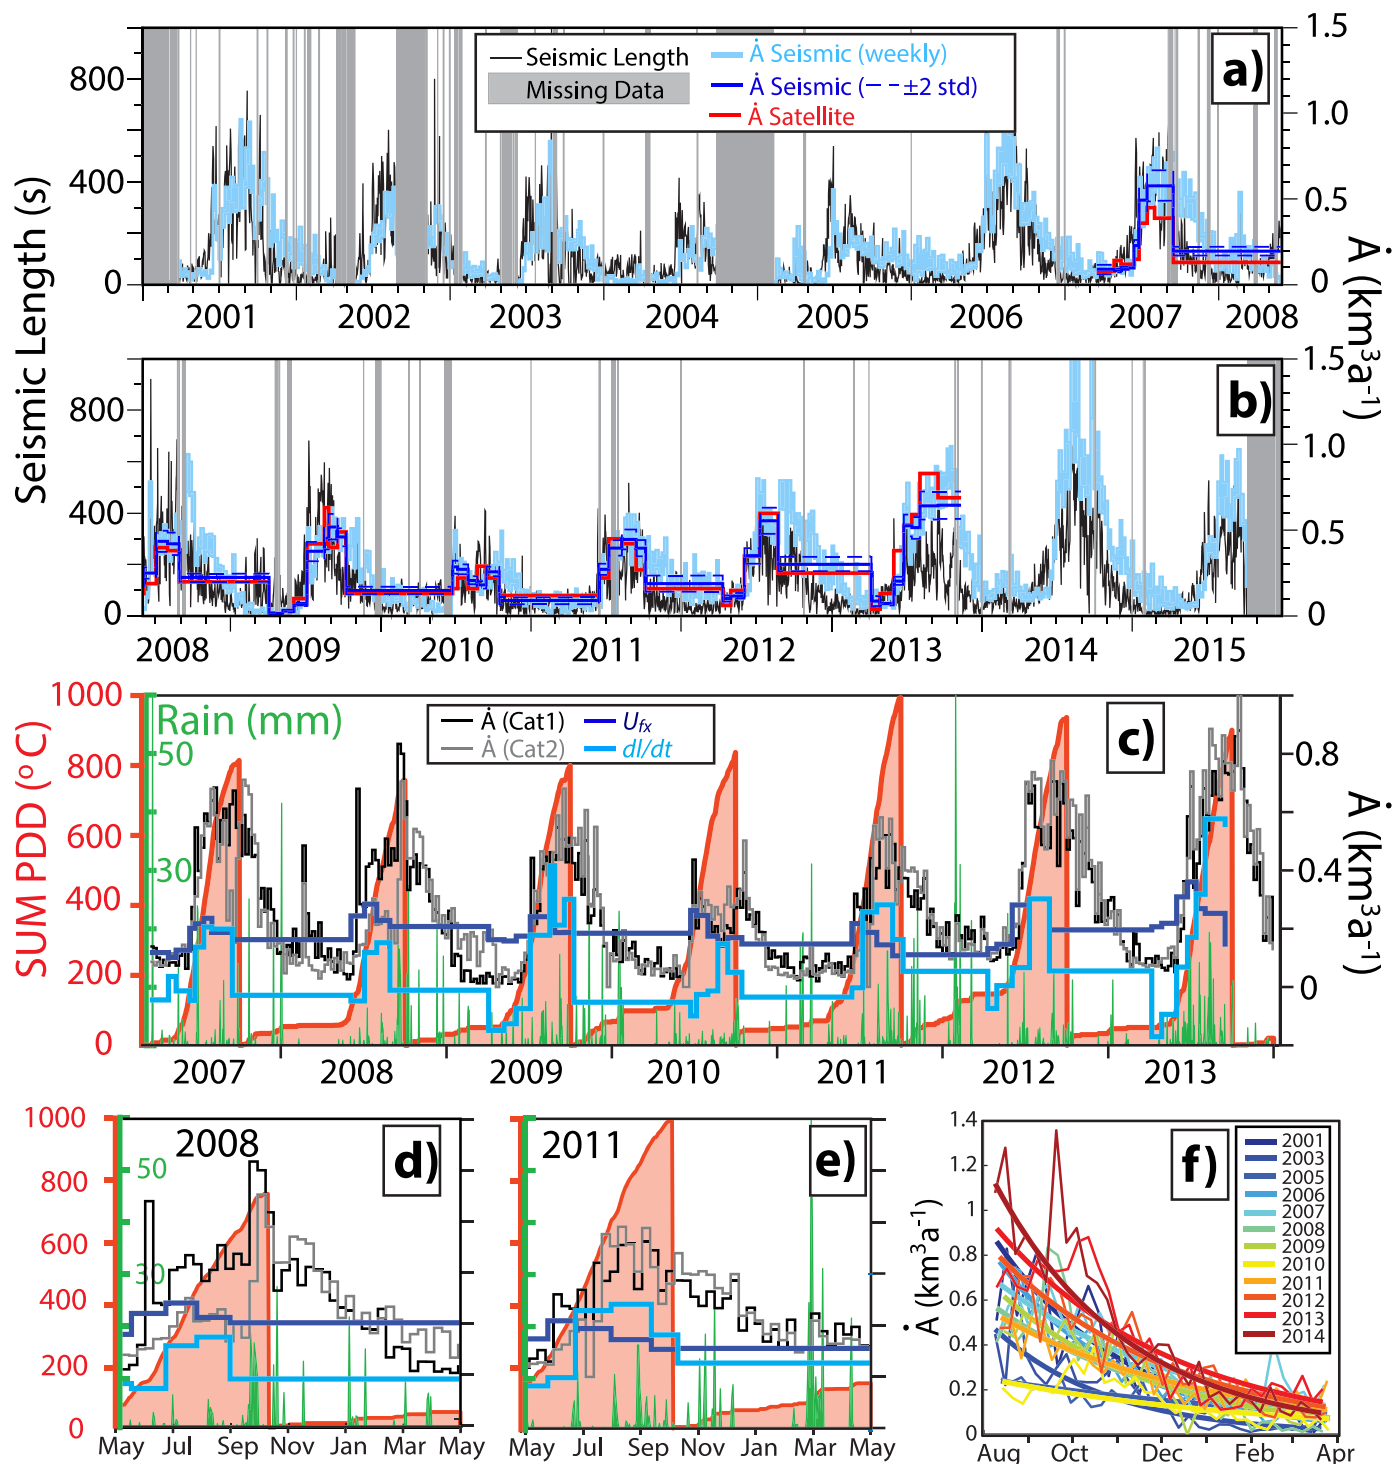 Seismic Length
Missing Data
Ȧ Seismic (weekly)
Ȧ Seismic (– –±2 std)
Ȧ Satellite
a)
800
400
200
0
1.5
1.0
0.5
0
2001 2002 2003 2004 2005 2006 2007 2008
Seismic Length (s)
Ȧ (km³a⁻¹)
b)
800
400
200
0
1.5
1.0
0.5
0
2008 2009 2010 2011 2012 2013 2014 2015
SUM PDD (°C)
1000
800
600
400
200
0
Rain (mm)
50
30
Ȧ (Cat1)
Ȧ (Cat2)
Ufx
dl/dt
c)
0.8
0.4
0
Ȧ (km³a⁻¹)
2007 2008 2009 2010 2011 2012 2013
1000
800
600
400
200
0
50
30
2008
d)
May Jul Sep Nov Jan Mar May
2011
e)
May Jul Sep Nov Jan Mar May
Ȧ (km³a⁻¹)
1.4
1.2
1
0.8
0.6
0.4
0.2
0
f)
2001
2003
2005
2006
2007
2008
2009
2010
2011
2012
2013
2014
Aug Oct Dec Feb Apr